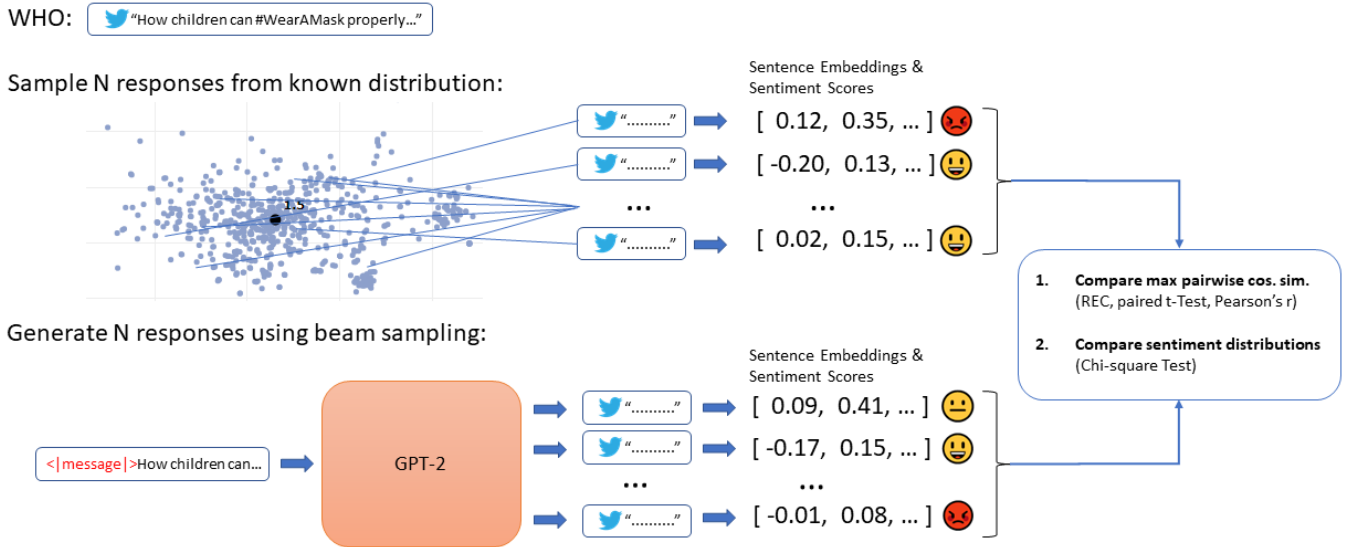 WHO:
“How children can #WearAMask properly…”
Sample N responses from known distribution:
Sentence Embeddings &
Sentiment Scores
“……….”
[ 0.12, 0.35, … ]
“……….”
[ -0.20, 0.13, … ]
1.5
…
…
“……….”
[ 0.02, 0.15, … ]
1. Compare max pairwise cos. sim.
(REC, paired t-Test, Pearson’s r)
2. Compare sentiment distributions
(Chi-square Test)
Generate N responses using beam sampling:
Sentence Embeddings &
Sentiment Scores
“……….”
[ 0.09, 0.41, … ]
“……….”
[ -0.17, 0.15, … ]
<|message|>How children can…
GPT-2
…
…
“……….”
[ -0.01, 0.08, … ]